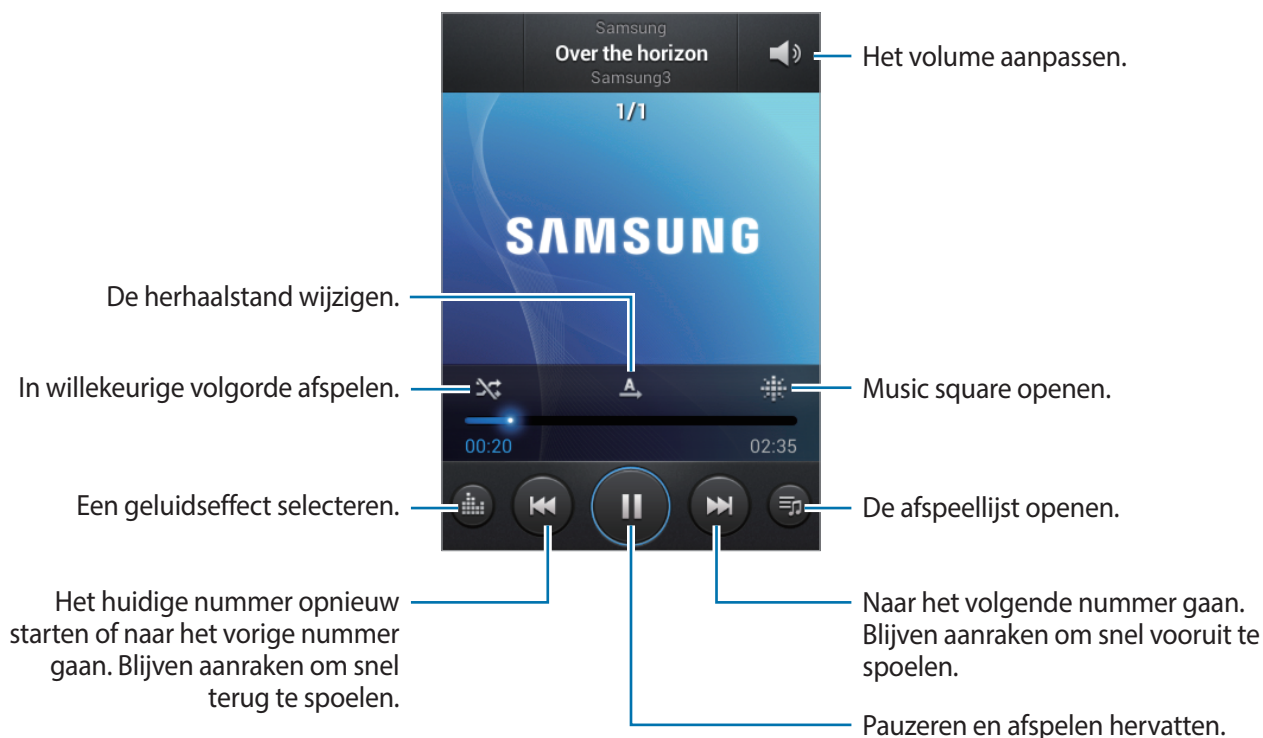 Samsung
Over the horizon
Samsung3
Het volume aanpassen.
1/1
SAMSUNG
De herhaalstand wijzigen.
A
In willekeurige volgorde afspelen.
Music square openen.
00:20
02:35
Een geluidseffect selecteren.
De afspeellijst openen.
Het huidige nummer opnieuw
starten of naar het vorige nummer
gaan. Blijven aanraken om snel
terug te spoelen.
Naar het volgende nummer gaan.
Blijven aanraken om snel vooruit te
spoelen.
Pauzeren en afspelen hervatten.